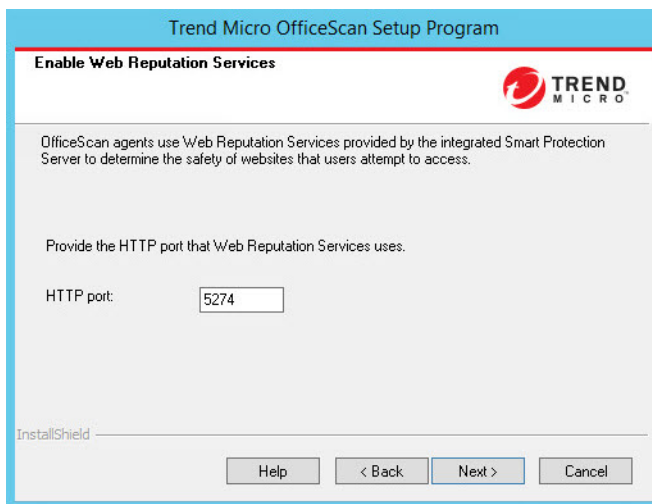 Trend Micro OfficeScan Setup Program
Enable Web Reputation Services
TREND
MICRO
OfficeScan agents use Web Reputation Services provided by the integrated Smart Protection
Server to determine the safety of websites that users attempt to access.
Provide the HTTP port that Web Reputation Services uses.
HTTP port: 5274
InstallShield
Help < Back Next > Cancel